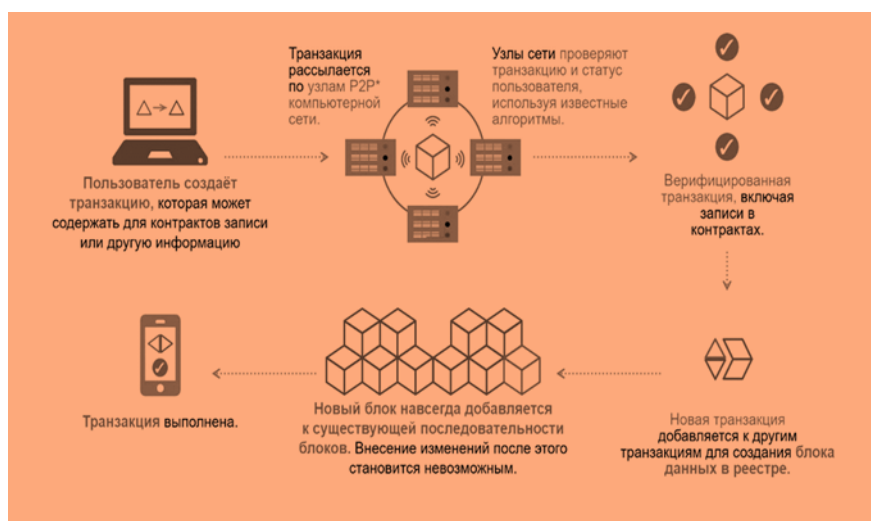 Пользователь создаёт
транзакцию, которая может
содержать для контрактов записи
или другую информацию
Транзакция
рассылается
по узлам P2P*
компьютерной
сети.
Узлы сети проверяют
транзакцию и статус
пользователя,
используя известные
алгоритмы.
Верифицированная
транзакция, включая
записи в
контрактах.
Новая транзакция
добавляется к другим
транзакциям для создания блока
данных в реестре.
Новый блок навсегда добавляется
к существующей последовательности
блоков. Внесение изменений после этого
становится невозможным.
Транзакция выполнена.